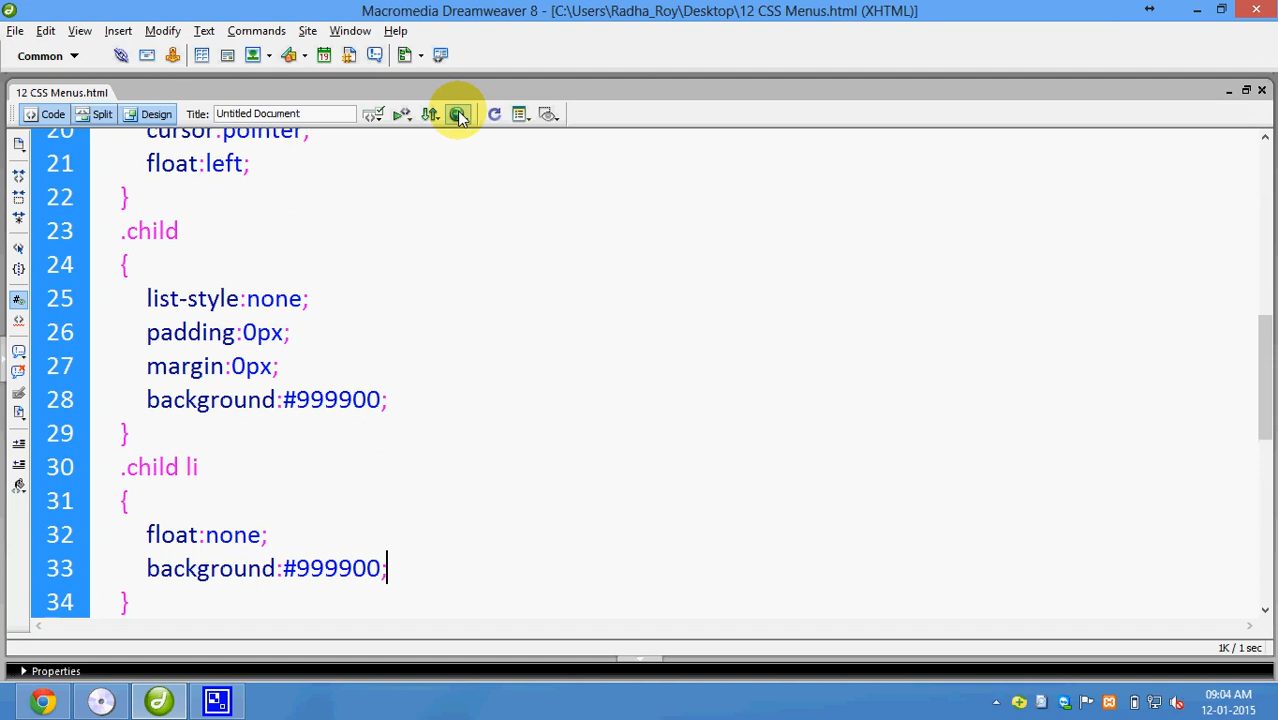 Macromedia Dreamweaver 8 - [C:\Users\Radha_Roy\Desktop\12 CSS Menus.html (XHTML)]
File Edit View Insert Modify Text Commands Site Window Help
Common
12 CSS Menus.html
Code Split Design Title: Untitled Document
20 cursor:pointer;
21 float:left;
22 }
23 .child
24 {
25 list-style:none;
26 padding:0px;
27 margin:0px;
28 background:#999900;
29 }
30 .child li
31 {
32 float:none;
33 background:#999900;
34 }
1K / 1 sec
Properties
09:04 AM
12-01-2015